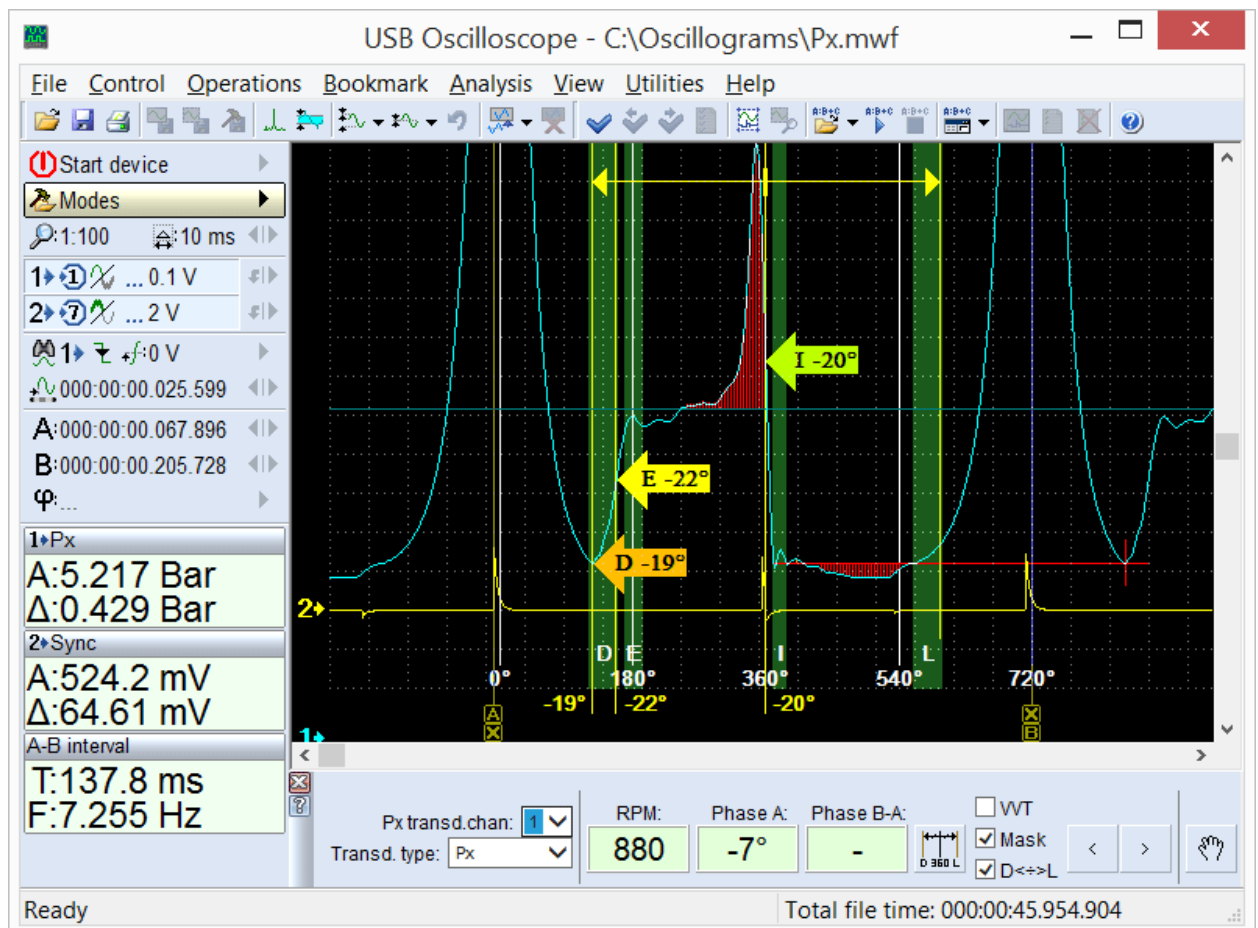 USB Oscilloscope - C:\Oscillograms\Px.mwf
File Control Operations Bookmark Analysis View Utilities Help
A:B+C A:B+C A:B+C A:B+C
Start device
Modes
1:100 10 ms
1 1 ... 0.1 V
2 7 ... 2 V
1 f:0 V
000:00:00.025.599
A:000:00:00.067.896
B:000:00:00.205.728
φ:...
1 Px
A:5.217 Bar
Δ:0.429 Bar
2 Sync
A:524.2 mV
Δ:64.61 mV
A-B interval
T:137.8 ms
F:7.255 Hz
I -20°
E -22°
D -19°
2
D E I L
0° 180° 360° 540° 720°
-19° -22° -20°
A X
X B
1
Px transd.chan: 1
Transd. type: Px
RPM:
880
Phase A:
-7°
Phase B-A:
-
D 360 L
VVT
Mask
D<÷>L
< >
Ready
Total file time: 000:00:45.954.904